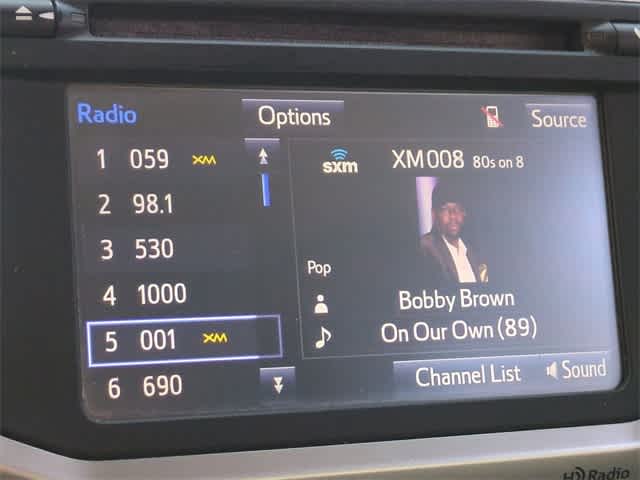 Radio
Options
Source
1 059 XM
2 98.1
3 530
4 1000
5 001 XM
6 690
sxm
XM008 80s on 8
Pop
Bobby Brown
On Our Own (89)
Channel List
Sound
HD Radio